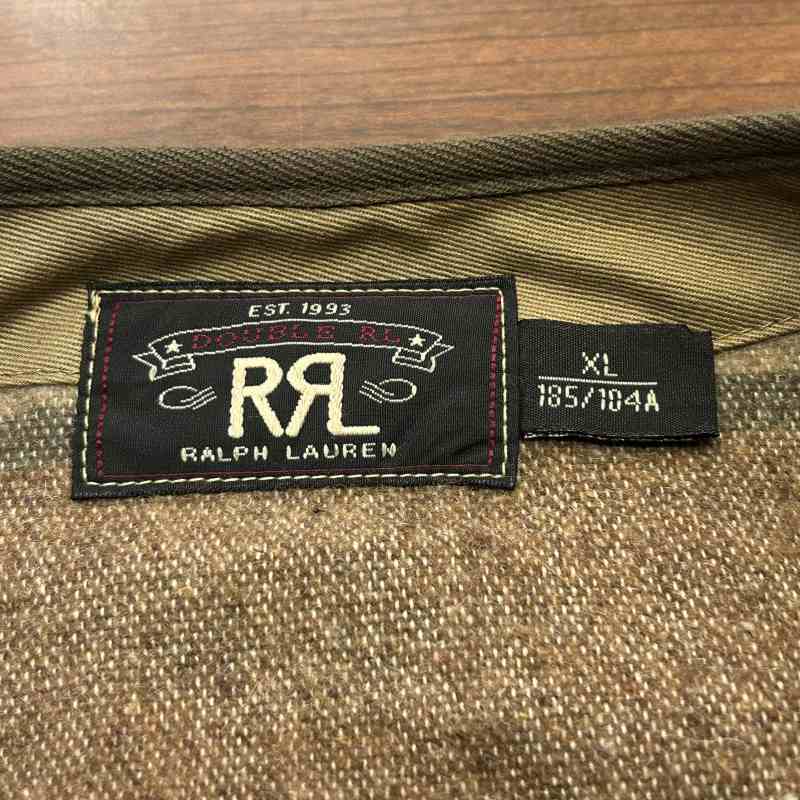 EST. 1993
DOUBLE RL
RRL
RALPH LAUREN
XL
185/104A